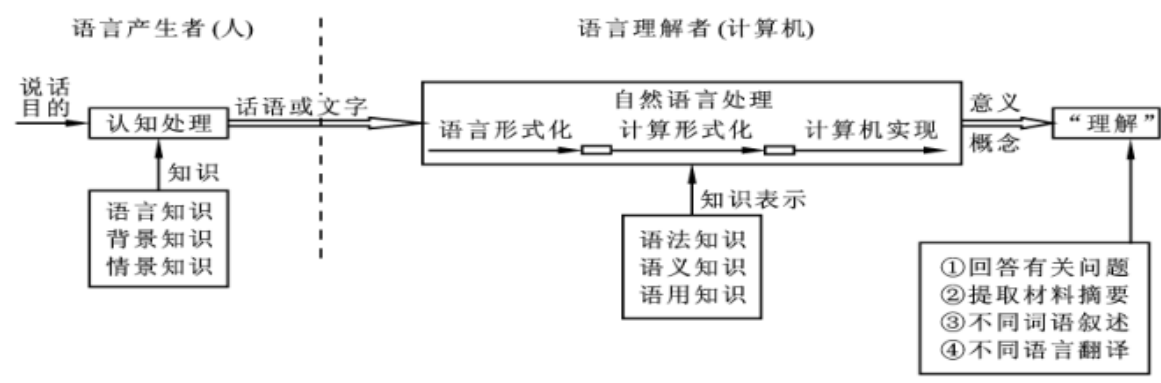 语言产生者(人)
语言理解者(计算机)
说话
目的
认知处理
话语或文字
知识
语言知识
背景知识
情景知识
自然语言处理
语言形式化
计算形式化
计算机实现
知识表示
语法知识
语义知识
语用知识
意义
概念
“理解”
①回答有关问题
②提取材料摘要
③不同词语叙述
④不同语言翻译